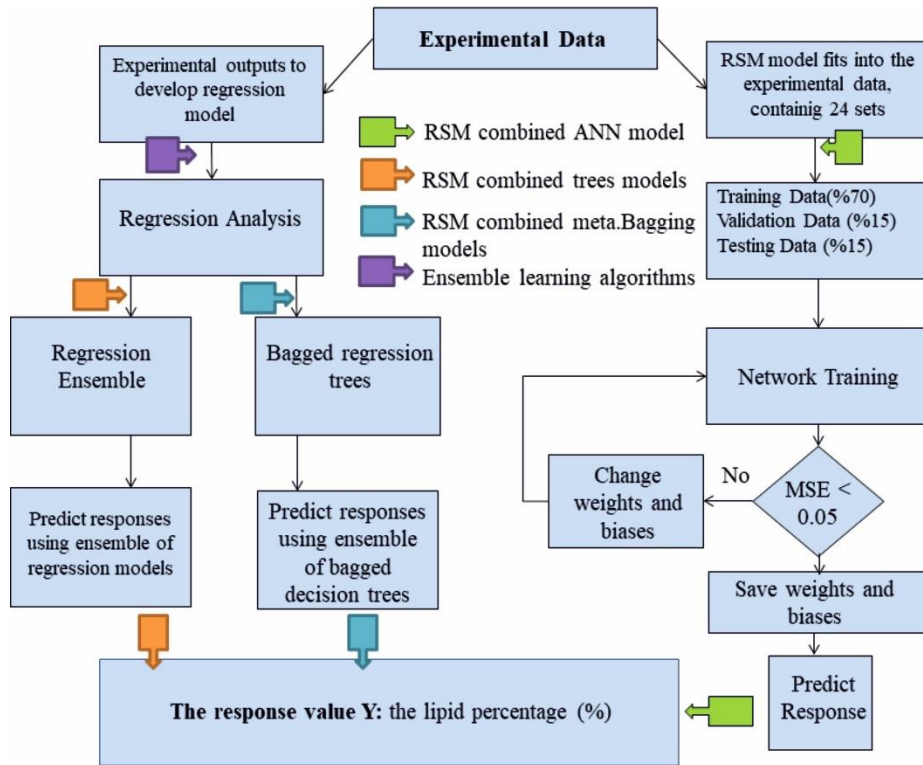 Experimental Data
Experimental outputs to
develop regression
model
RSM model fits into the
experimental data,
containig 24 sets
RSM combined ANN model
RSM combined trees models
RSM combined meta.Bagging
models
Ensemble learning algorithms
Regression Analysis
Training Data(%70)
Validation Data (%15)
Testing Data (%15)
Regression
Ensemble
Bagged regression
trees
Network Training
Predict responses
using ensemble of
regression models
Predict responses
using ensemble
of bagged
decision trees
Change
weights and
biases
No
MSE <
0.05
Save weights and
biases
Predict
Response
The response value Y: the lipid percentage (%)